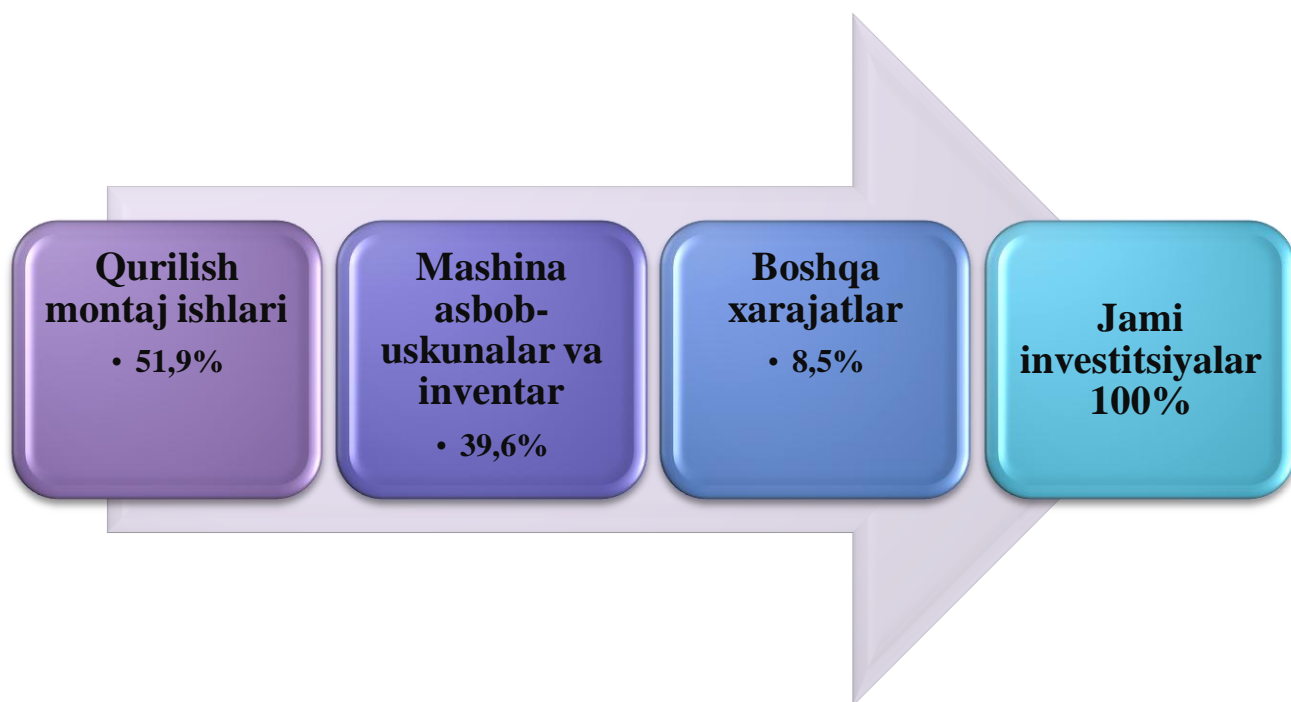 Qurilish
montaj ishlari
• 51,9%
Mashina
asbob-
uskunalar va
inventar
• 39,6%
Boshqa
xarajatlar
• 8,5%
Jami
investitsiyalar
100%